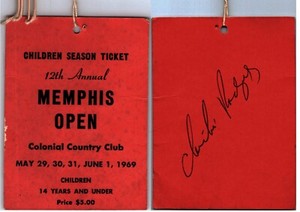 CHILDREN SEASON TICKET
12th Annual
MEMPHIS
OPEN
Colonial Country Club
MAY 29, 30, 31, JUNE 1, 1969
CHILDREN
14 YEARS AND UNDER
Price $3.00